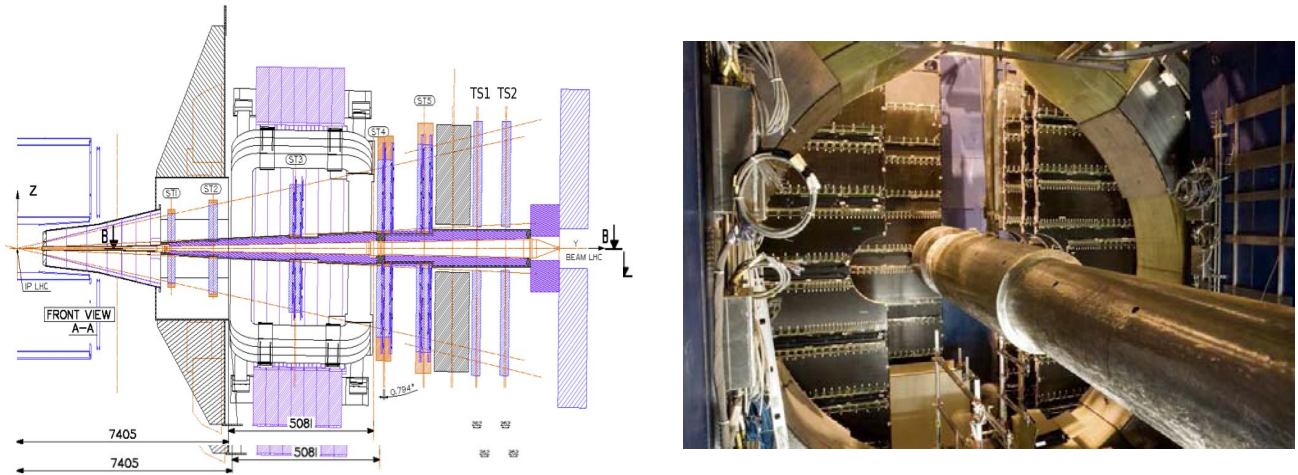 ST5
TS1 TS2
ST4
ST3
Z
ST1
ST2
B
B
Y
BEAM LHC
IP LHC
FRONT VIEW
A-A
0.794°
5081
7405
5081
7405